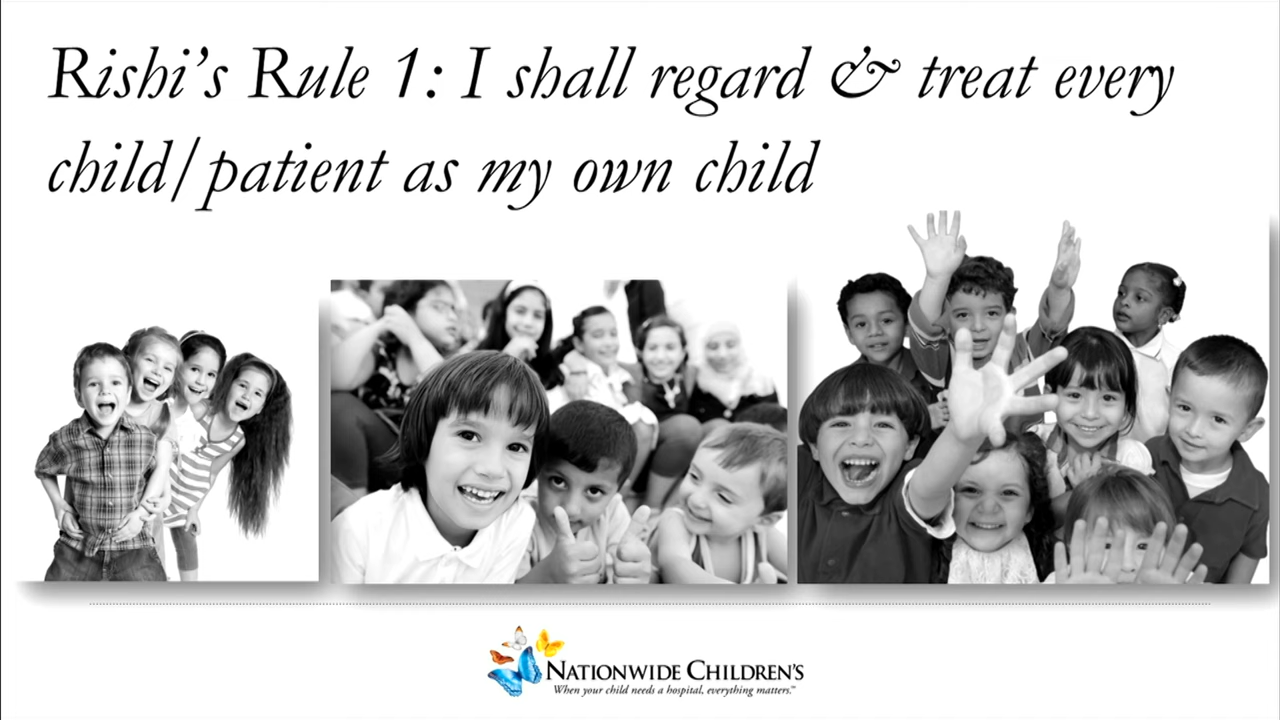 Rishi's Rule 1: I shall regard & treat every
child/patient as my own child
NATIONWIDE CHILDREN'S
When your child needs a hospital, everything matters.™